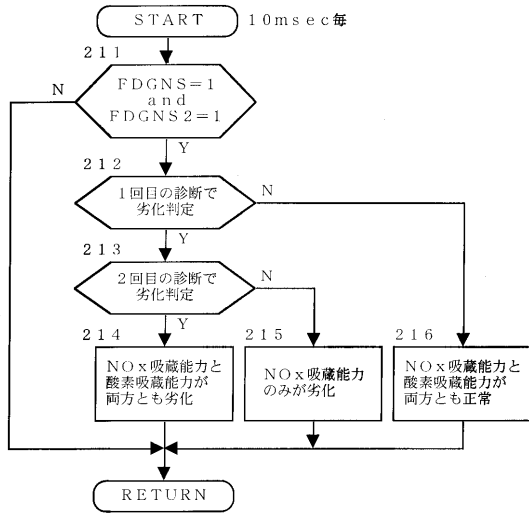 START 10msec毎
211
N
FDGNS=1
and
FDGNS2=1
Y
212
1回目の診断で
劣化判定
N
Y
213
2回目の診断で
劣化判定
N
Y
214
NOx吸蔵能力と
酸素吸蔵能力が
両方とも劣化
215
NOx吸蔵能力
のみが劣化
216
NOx吸蔵能力と
酸素吸蔵能力が
両方とも正常
RETURN